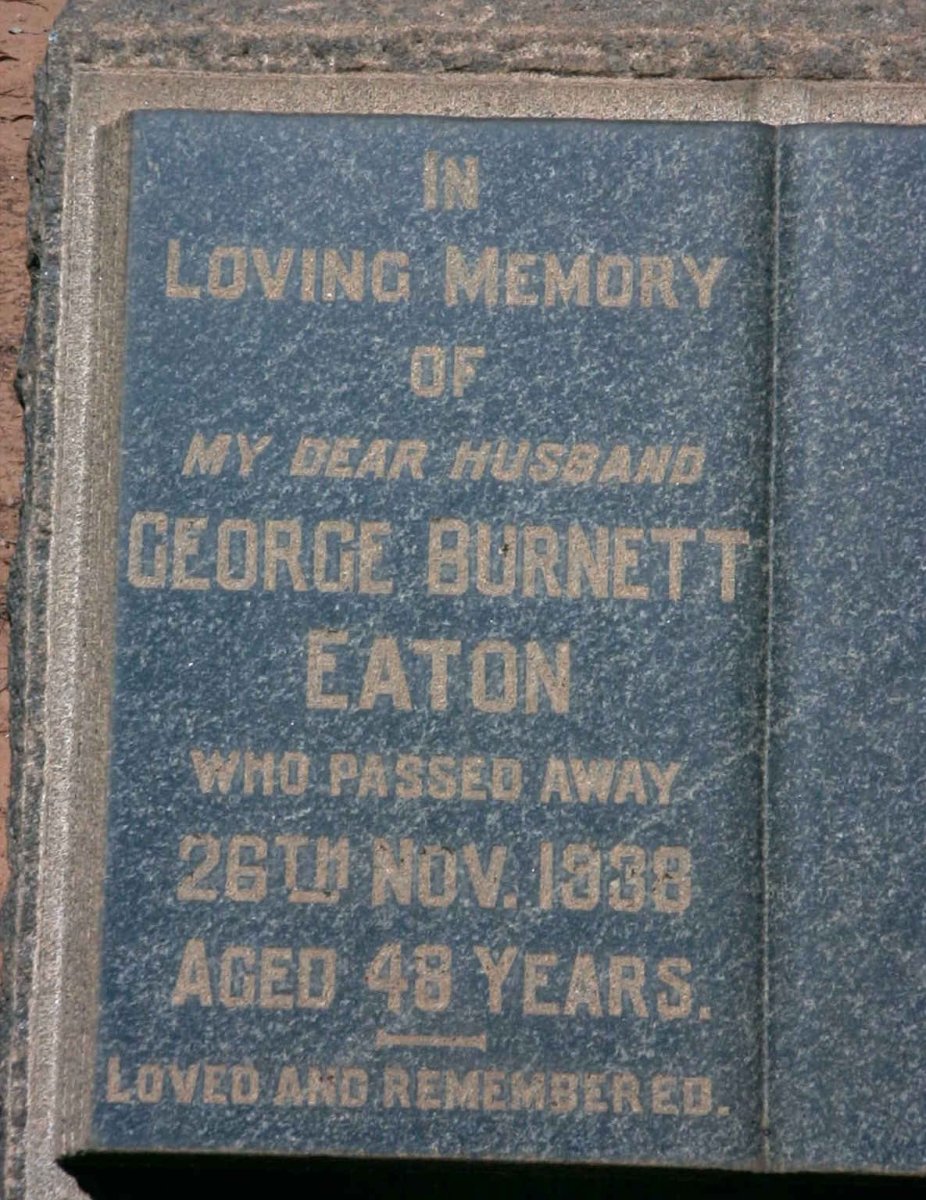 IN
LOVING MEMORY
OF
MY DEAR HUSBAND
GEORGE BURNETT
EATON
WHO PASSED AWAY
26TH NOV. 1938
AGED 48 YEARS.
LOVED AND REMEMBERED.